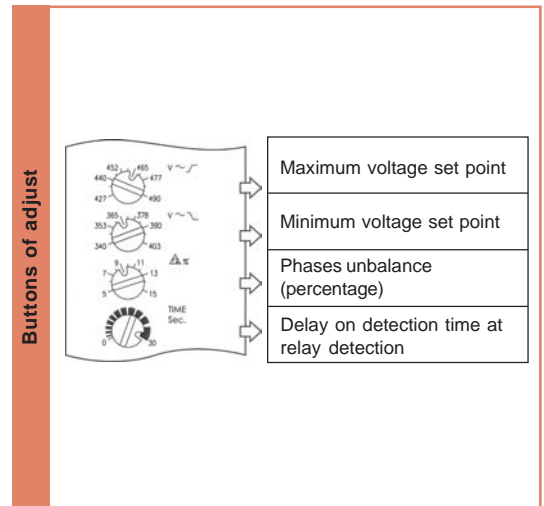 Buttons of adjust
452 465 V
440 477
427 490
Maximum voltage set point
365 378 V
353 390
340 403
Minimum voltage set point
9 11 %
7 13
5 15
Phases unbalance
(percentage)
TIME
Sec.
0 30
Delay on detection time at
relay detection